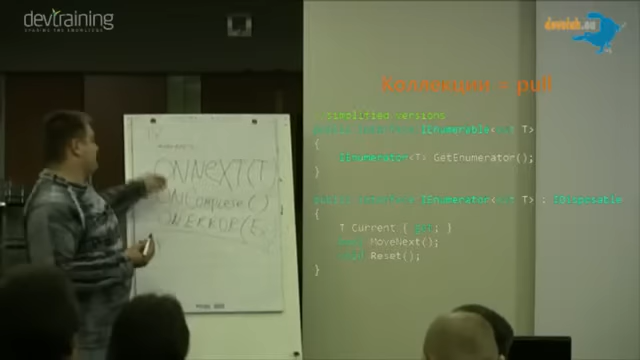 devtraining
SHARING THE KNOWLEDGE
Коллекции - pull
simplified versions
public interface IEnumerable<out T>
{
IEnumerator<T> GetEnumerator();
}
public interface IEnumerator<out T> : IDisposable
{
T Current { get; }
bool MoveNext();
void Reset();
}
ONNEXT(T)
ONComplete()
ONERROR(E